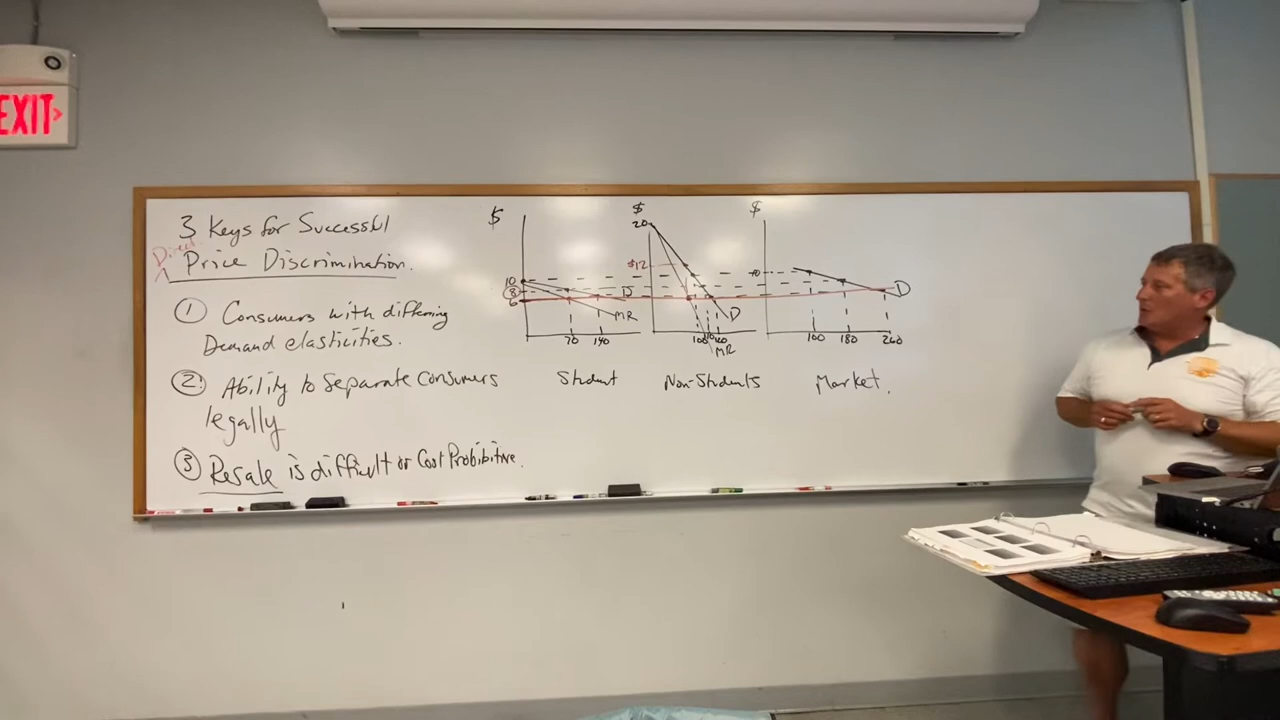 EXIT
3 Keys for Successful
Direct
^ Price Discrimination.
① Consumers with differing
Demand elasticities.
② Ability to Separate Consumers
legally
③ Resale is difficult or Cost Prohibitive.
$
10
8
6
D
MR
70 140
Student
$
20
$12
D
MR
100
Non-Students
$
10
D
100 180 260
Market.